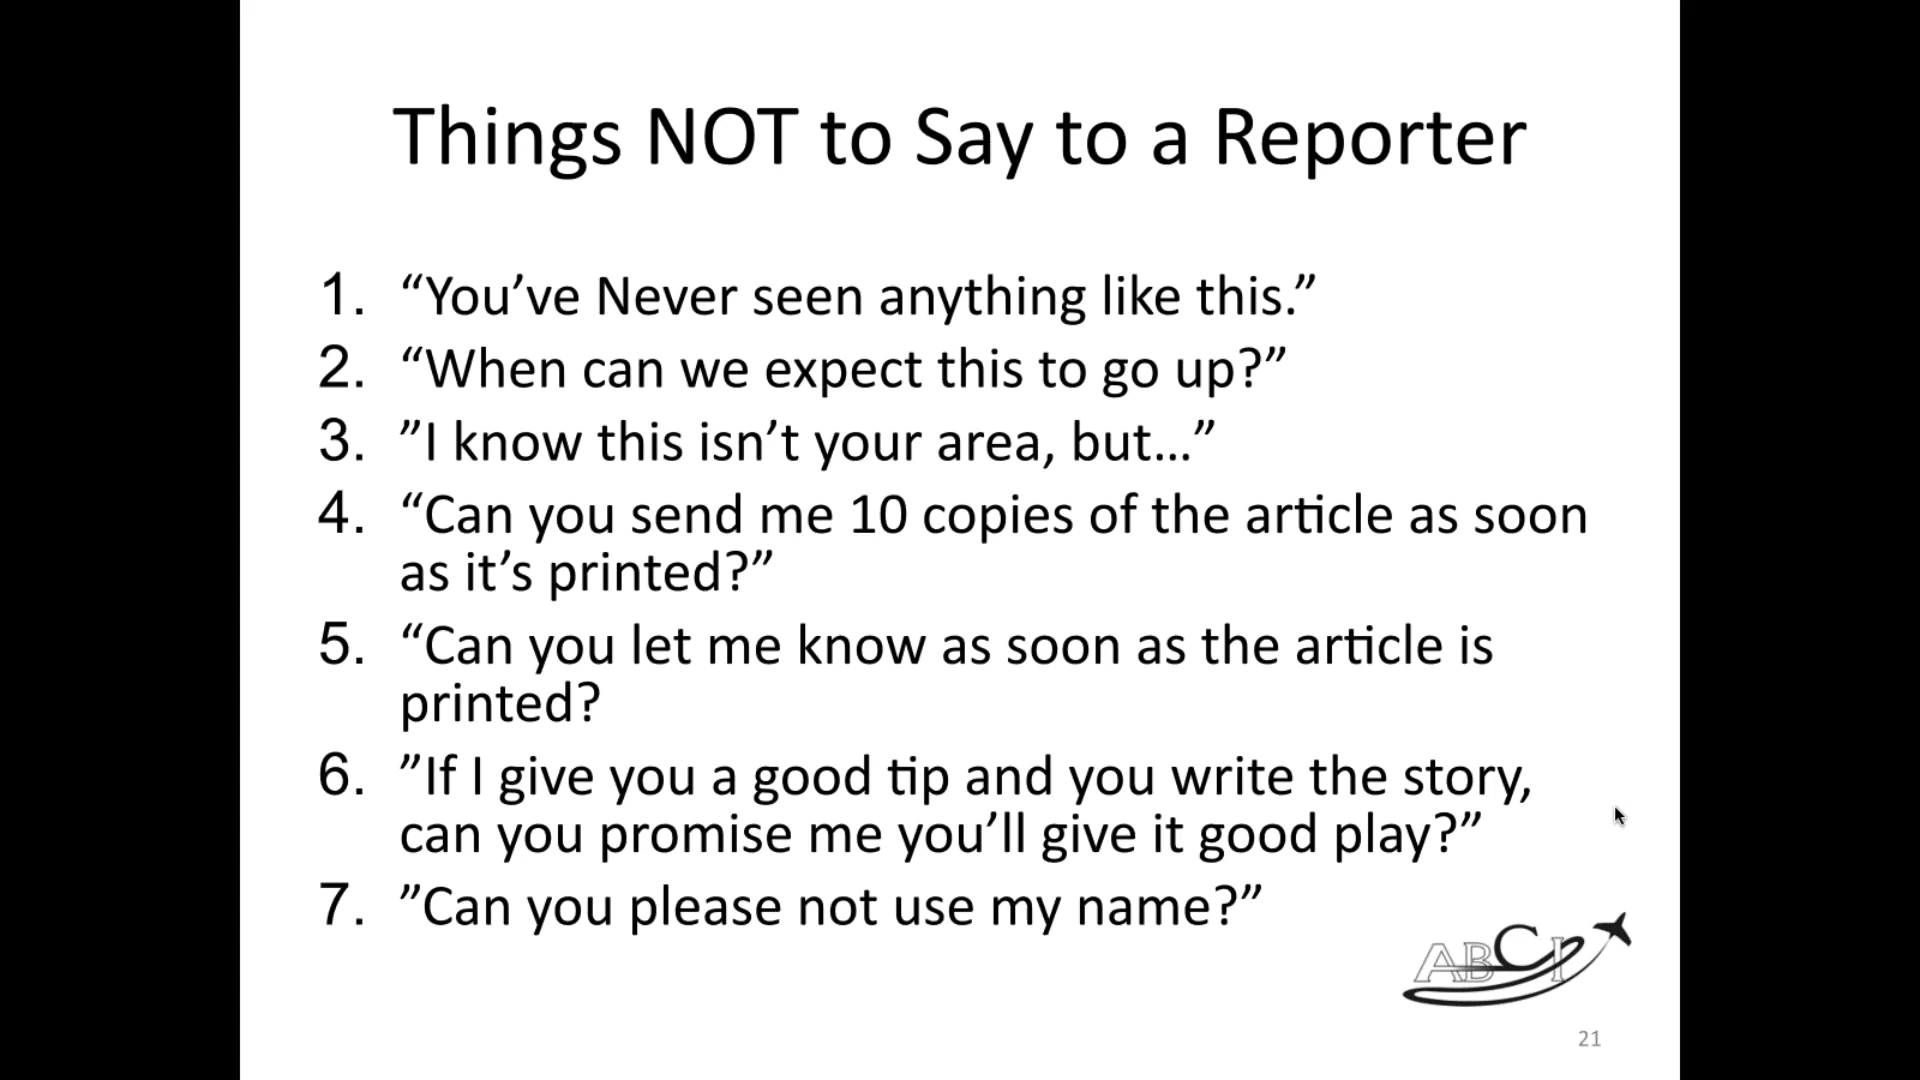 Things NOT to Say to a Reporter
1. “You’ve Never seen anything like this.”
2. “When can we expect this to go up?”
3. ”I know this isn’t your area, but…”
4. “Can you send me 10 copies of the article as soon
as it’s printed?”
5. “Can you let me know as soon as the article is
printed?
6. ”If I give you a good tip and you write the story,
can you promise me you’ll give it good play?”
7. ”Can you please not use my name?”
ABCI
21